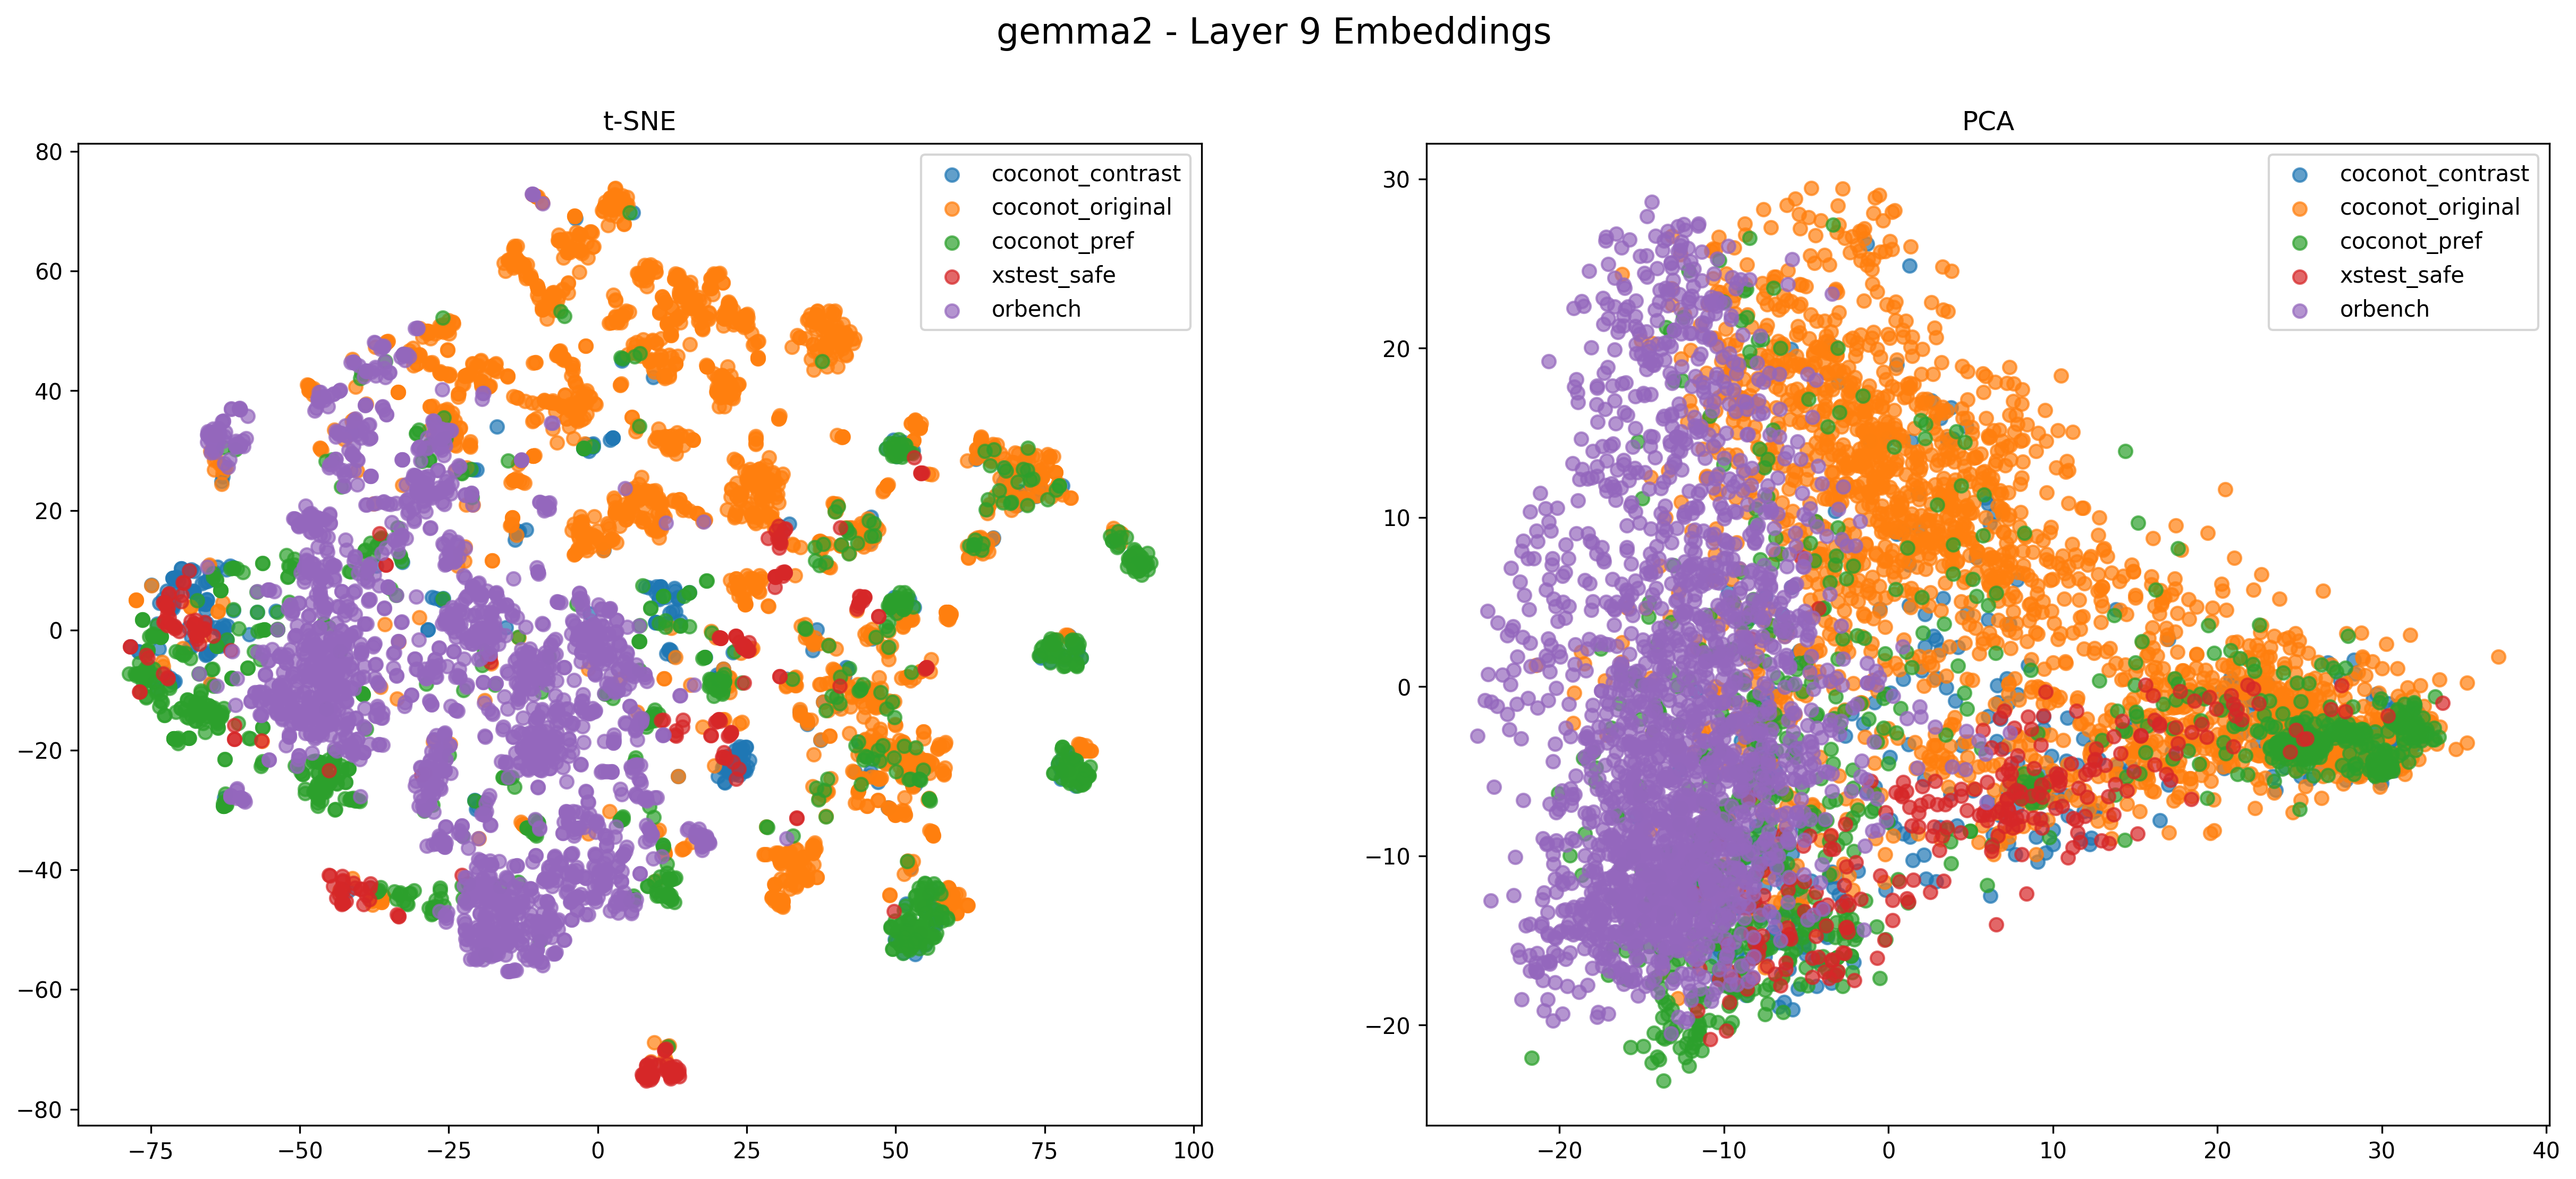 gemma2 - Layer 9 Embeddings
t-SNE
80
60
40
20
0
−20
−40
−60
−80
−75 −50 −25 0 25 50 75 100
coconot_contrast
coconot_original
coconot_pref
xstest_safe
orbench
PCA
30
20
10
0
−10
−20
−20 −10 0 10 20 30 40
coconot_contrast
coconot_original
coconot_pref
xstest_safe
orbench